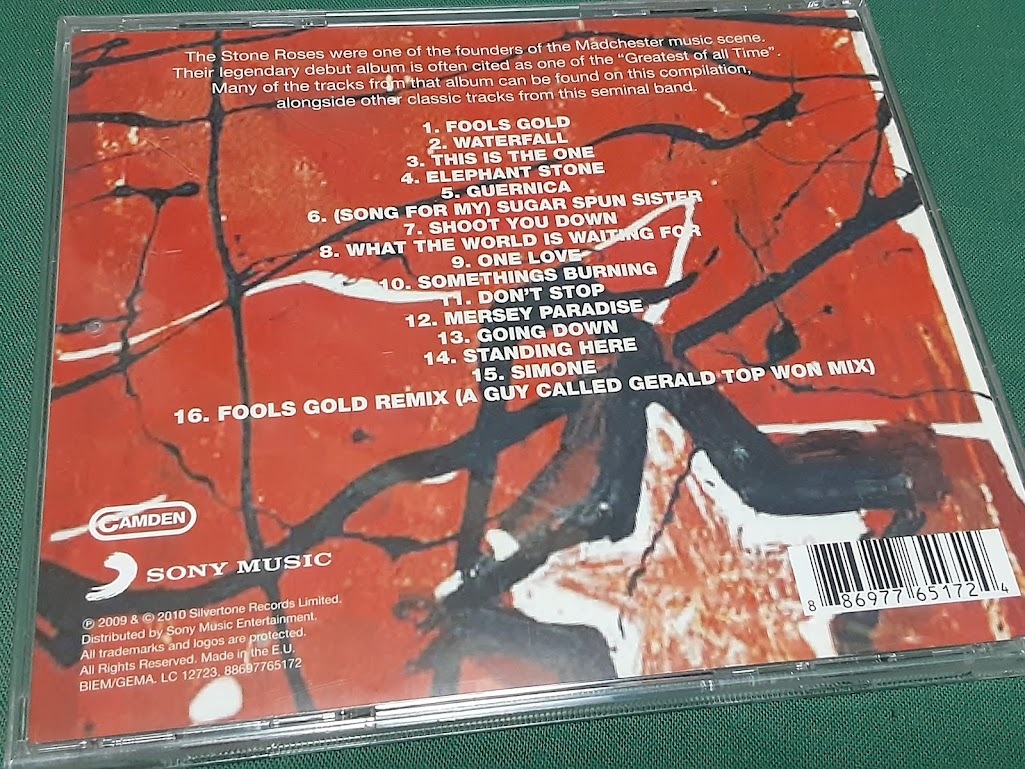 The Stone Roses were one of the founders of the Madchester music scene.
Their legendary debut album is often cited as one of the "Greatest of all Time".
Many of the tracks from that album can be found on this compilation,
alongside other classic tracks from this seminal band.
1. FOOLS GOLD
2. WATERFALL
3. THIS IS THE ONE
4. ELEPHANT STONE
5. GUERNICA
6. (SONG FOR MY) SUGAR SPUN SISTER
7. SHOOT YOU DOWN
8. WHAT THE WORLD IS WAITING FOR
9. ONE LOVE
10. SOMETHINGS BURNING
11. DON'T STOP
12. MERSEY PARADISE
13. GOING DOWN
14. STANDING HERE
15. SIMONE
16. FOOLS GOLD REMIX (A GUY CALLED GERALD TOP WON MIX)
CAMDEN
SONY MUSIC
℗ 2009 & © 2010 Silvertone Records Limited.
Distributed by Sony Music Entertainment.
All trademarks and logos are protected.
All Rights Reserved. Made in the E.U.
BIEM/GEMA. LC 12723. 88697765172
8 86977 65172 4